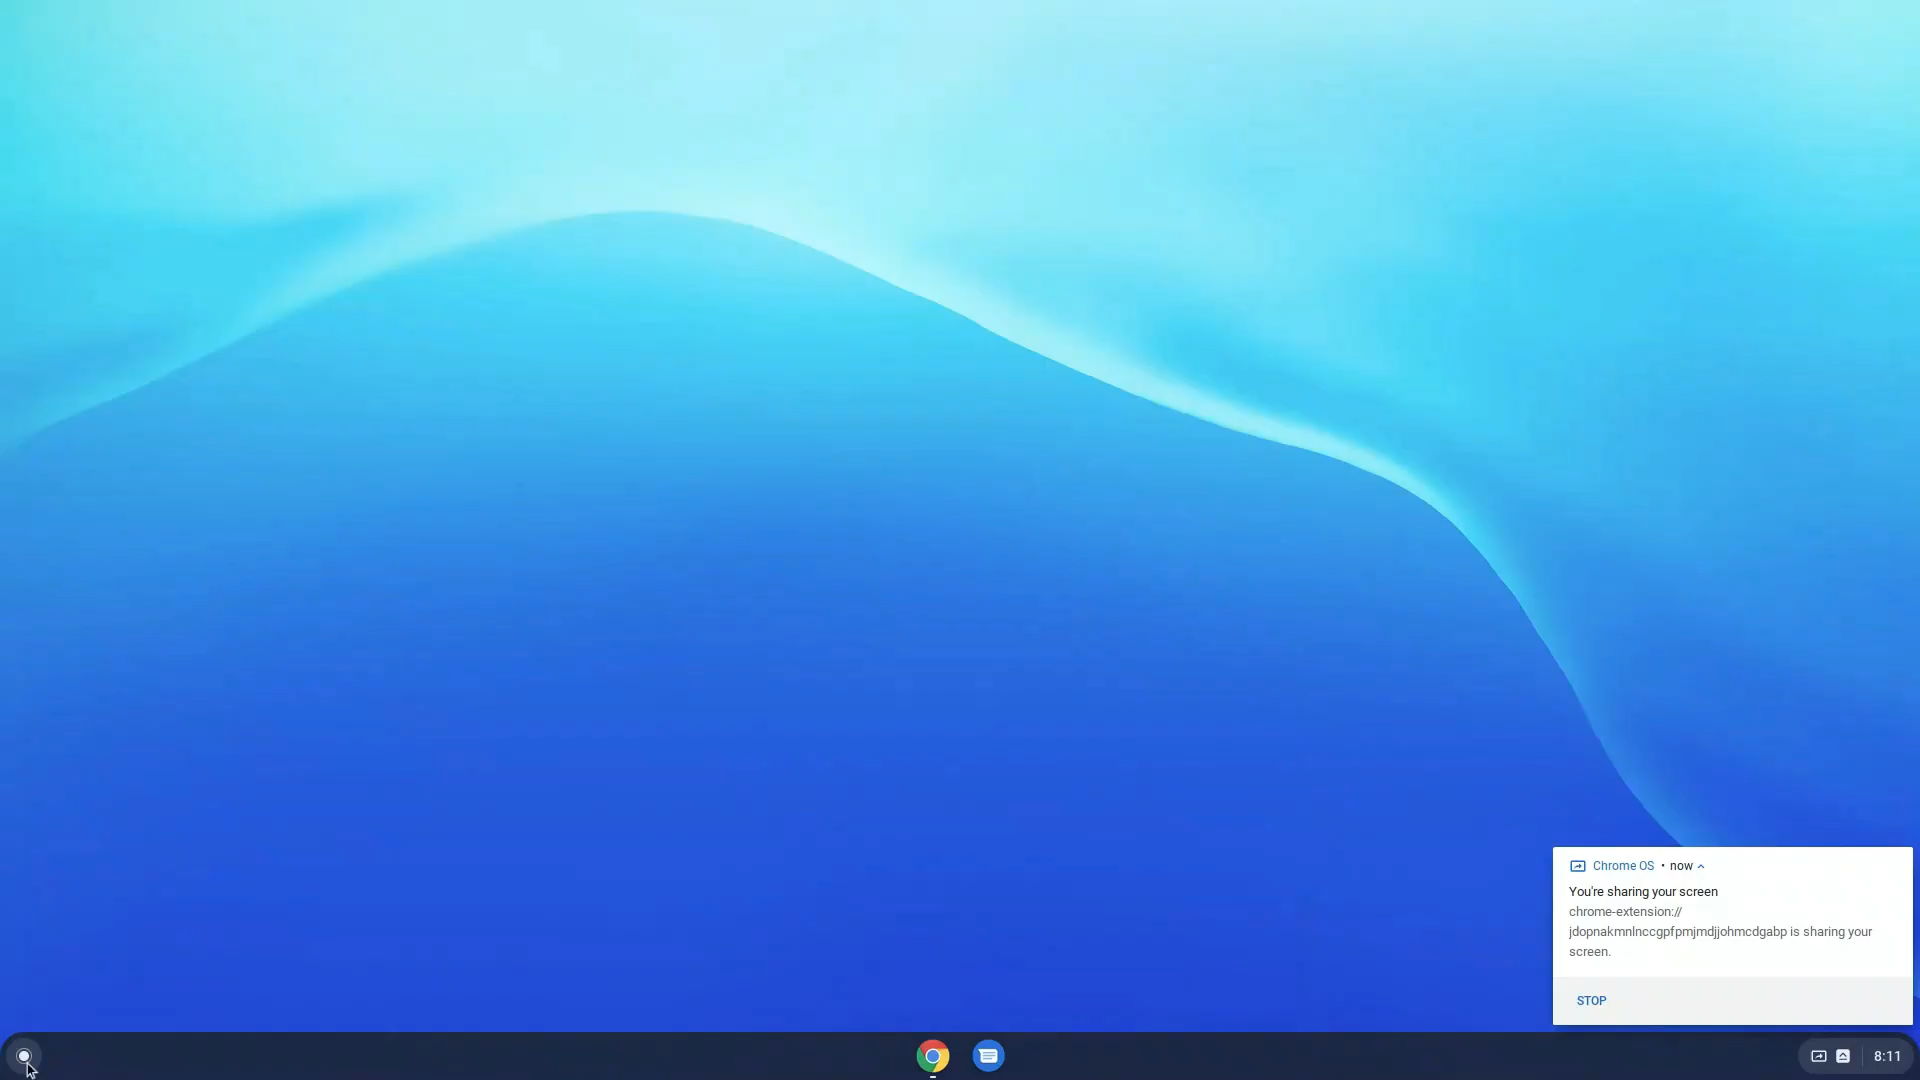 Chrome OS • now
You're sharing your screen
chrome-extension://
jdopnakmnlnccgpfpmjmdjjohmcdgabp is sharing your
screen.
STOP
8:11